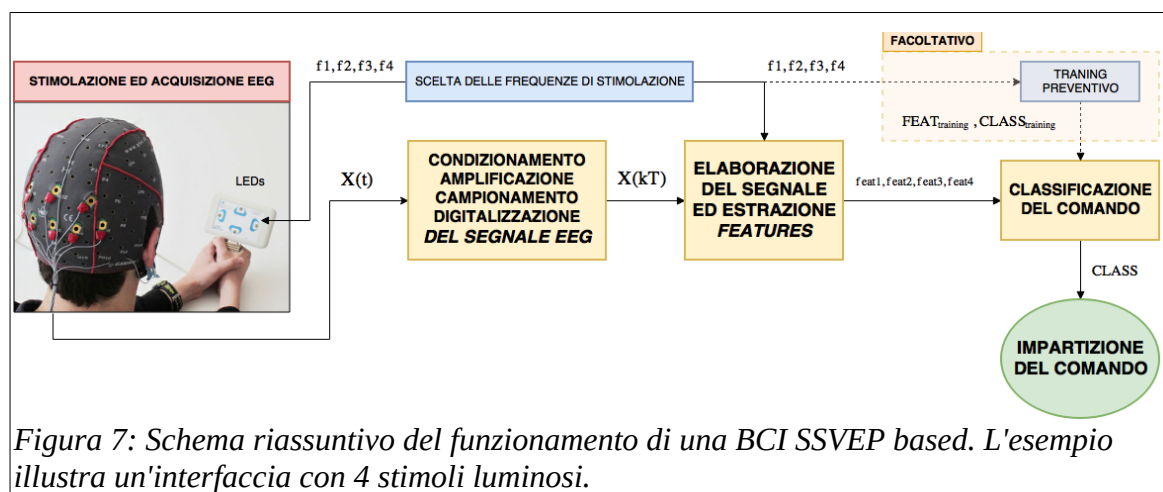 FACOLTATIVO
STIMOLAZIONE ED ACQUISIZIONE EEG
f1,f2,f3,f4
SCELTA DELLE FREQUENZE DI STIMOLAZIONE
f1,f2,f3,f4
TRANING
PREVENTIVO
FEATtraining , CLASStraining
LEDs
X(t)
CONDIZIONAMENTO
AMPLIFICAZIONE
CAMPIONAMENTO
DIGITALIZZAZIONE
DEL SEGNALE EEG
X(kT)
ELABORAZIONE
DEL SEGNALE
ED ESTRAZIONE
FEATURES
feat1,feat2,feat3,feat4
CLASSIFICAZIONE
DEL COMANDO
CLASS
IMPARTIZIONE
DEL COMANDO
Figura 7: Schema riassuntivo del funzionamento di una BCI SSVEP based. L'esempio
illustra un'interfaccia con 4 stimoli luminosi.